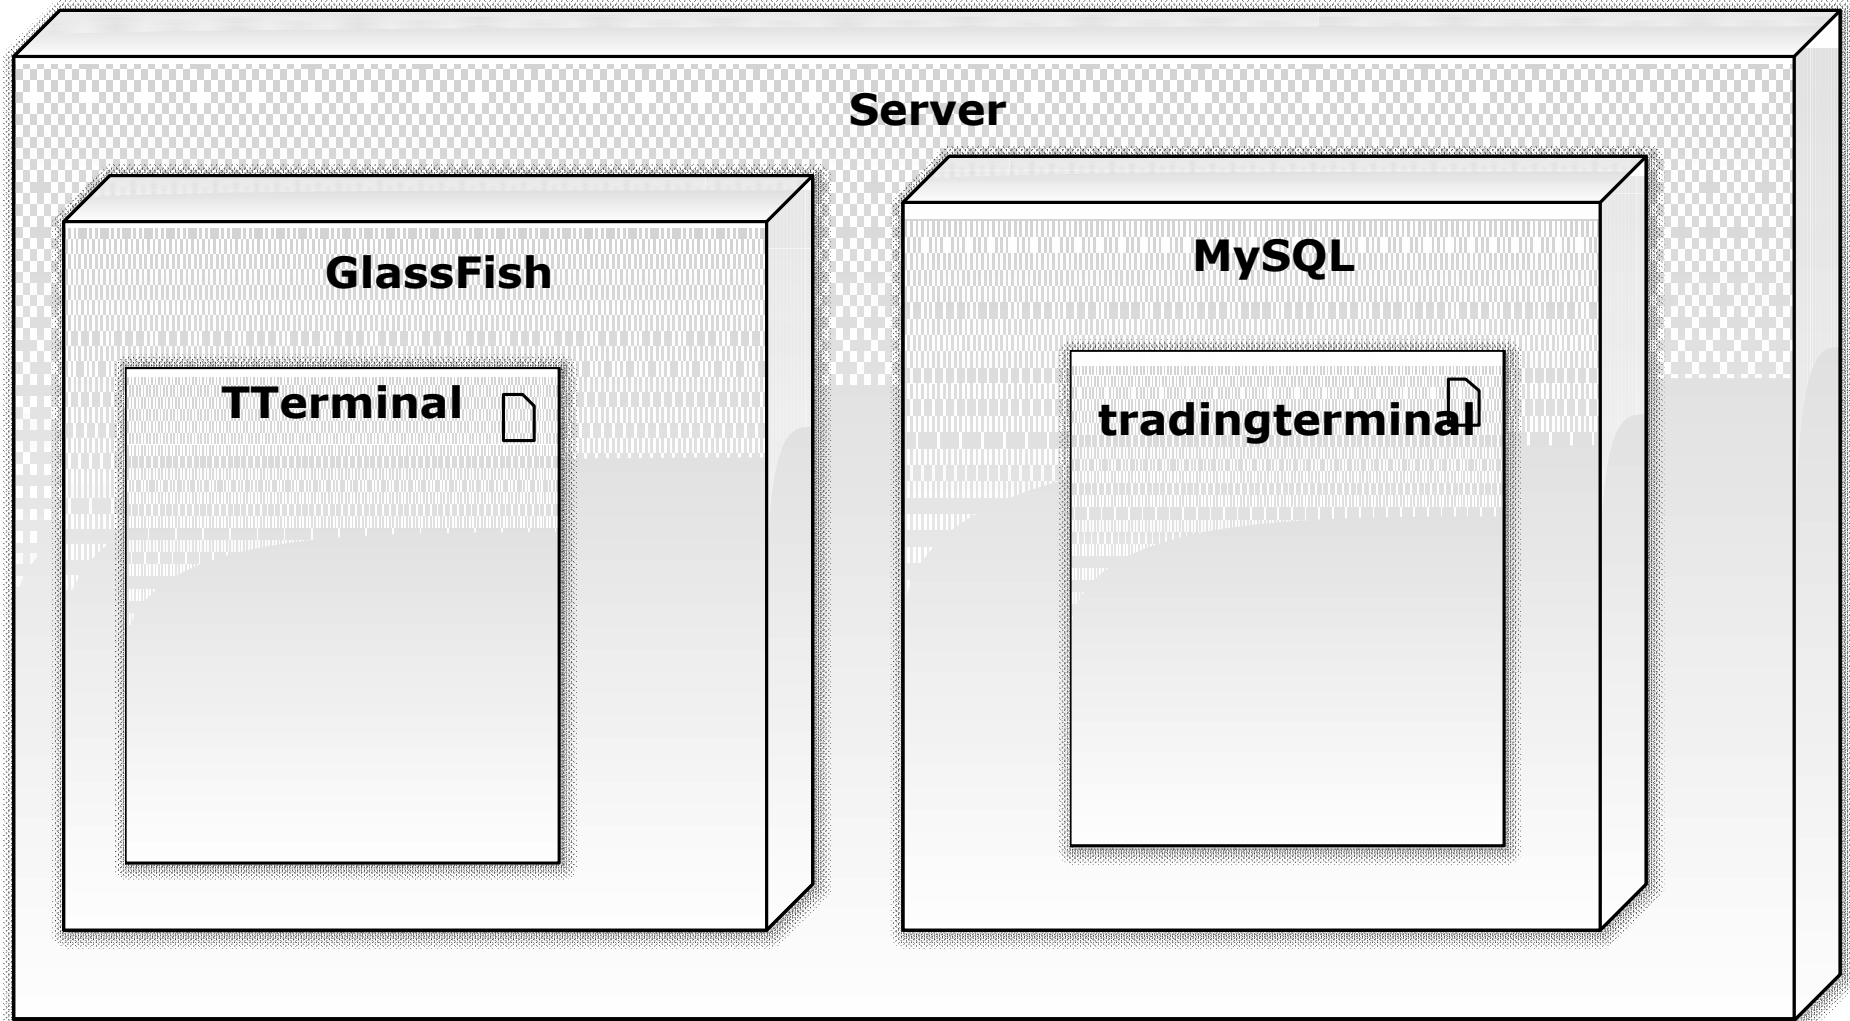 Server
GlassFish
MySQL
TTerminal
tradingterminal